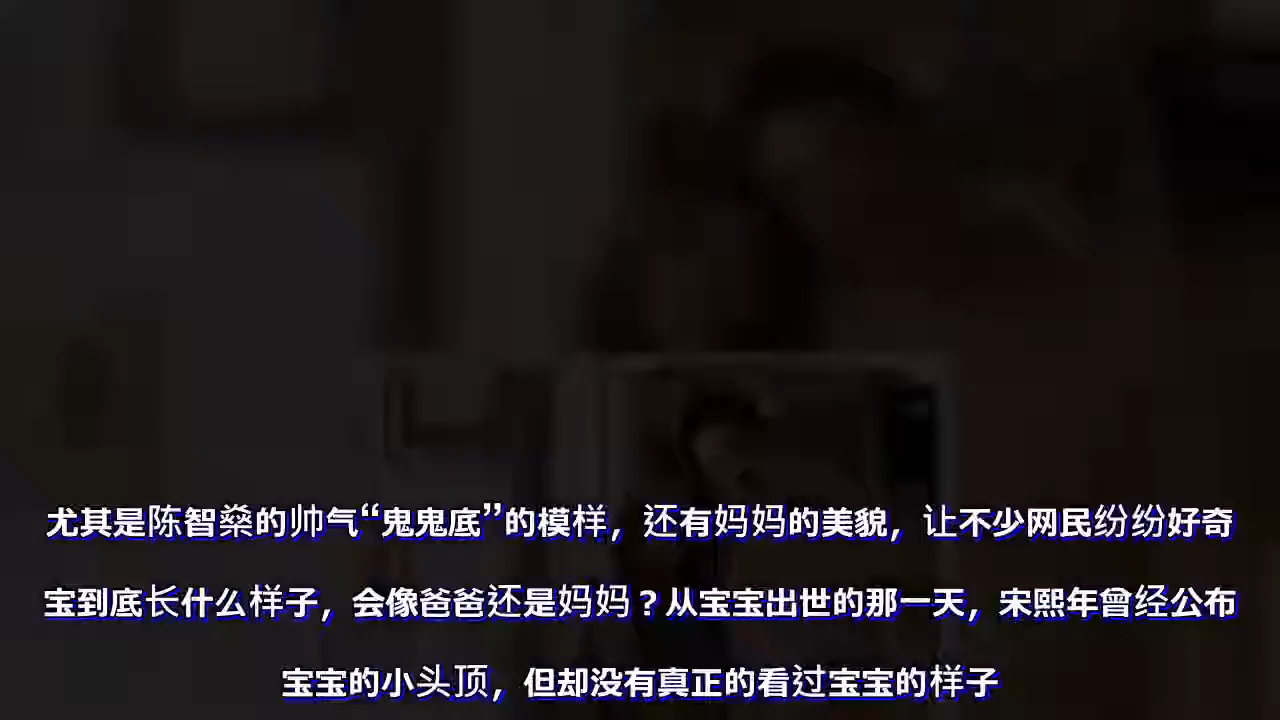 尤其是陈智燊的帅气“鬼鬼底”的模样，还有妈妈的美貌，让不少网民纷纷好奇
宝到底长什么样子，会像爸爸还是妈妈？从宝宝出世的那一天，宋熙年曾经公布
宝宝的小头顶，但却没有真正的看过宝宝的样子